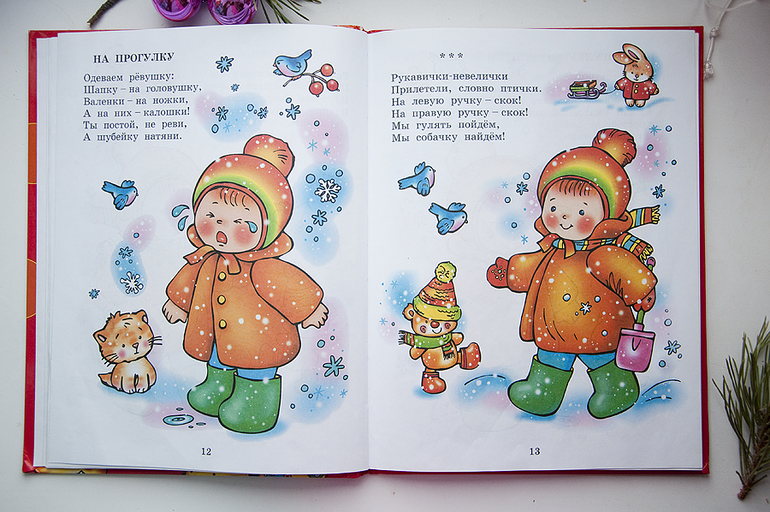 НА ПРОГУЛКУ
Одеваем рёвушку:
Шапку – на головушку,
Валенки – на ножки,
А на них – калошки!
Ты постой, не реви,
А шубейку натяни.
12
* * *
Рукавички-невелички
Прилетели, словно птички.
На левую ручку – скок!
На правую ручку – скок!
Мы гулять пойдём,
Мы собачку найдём!
13